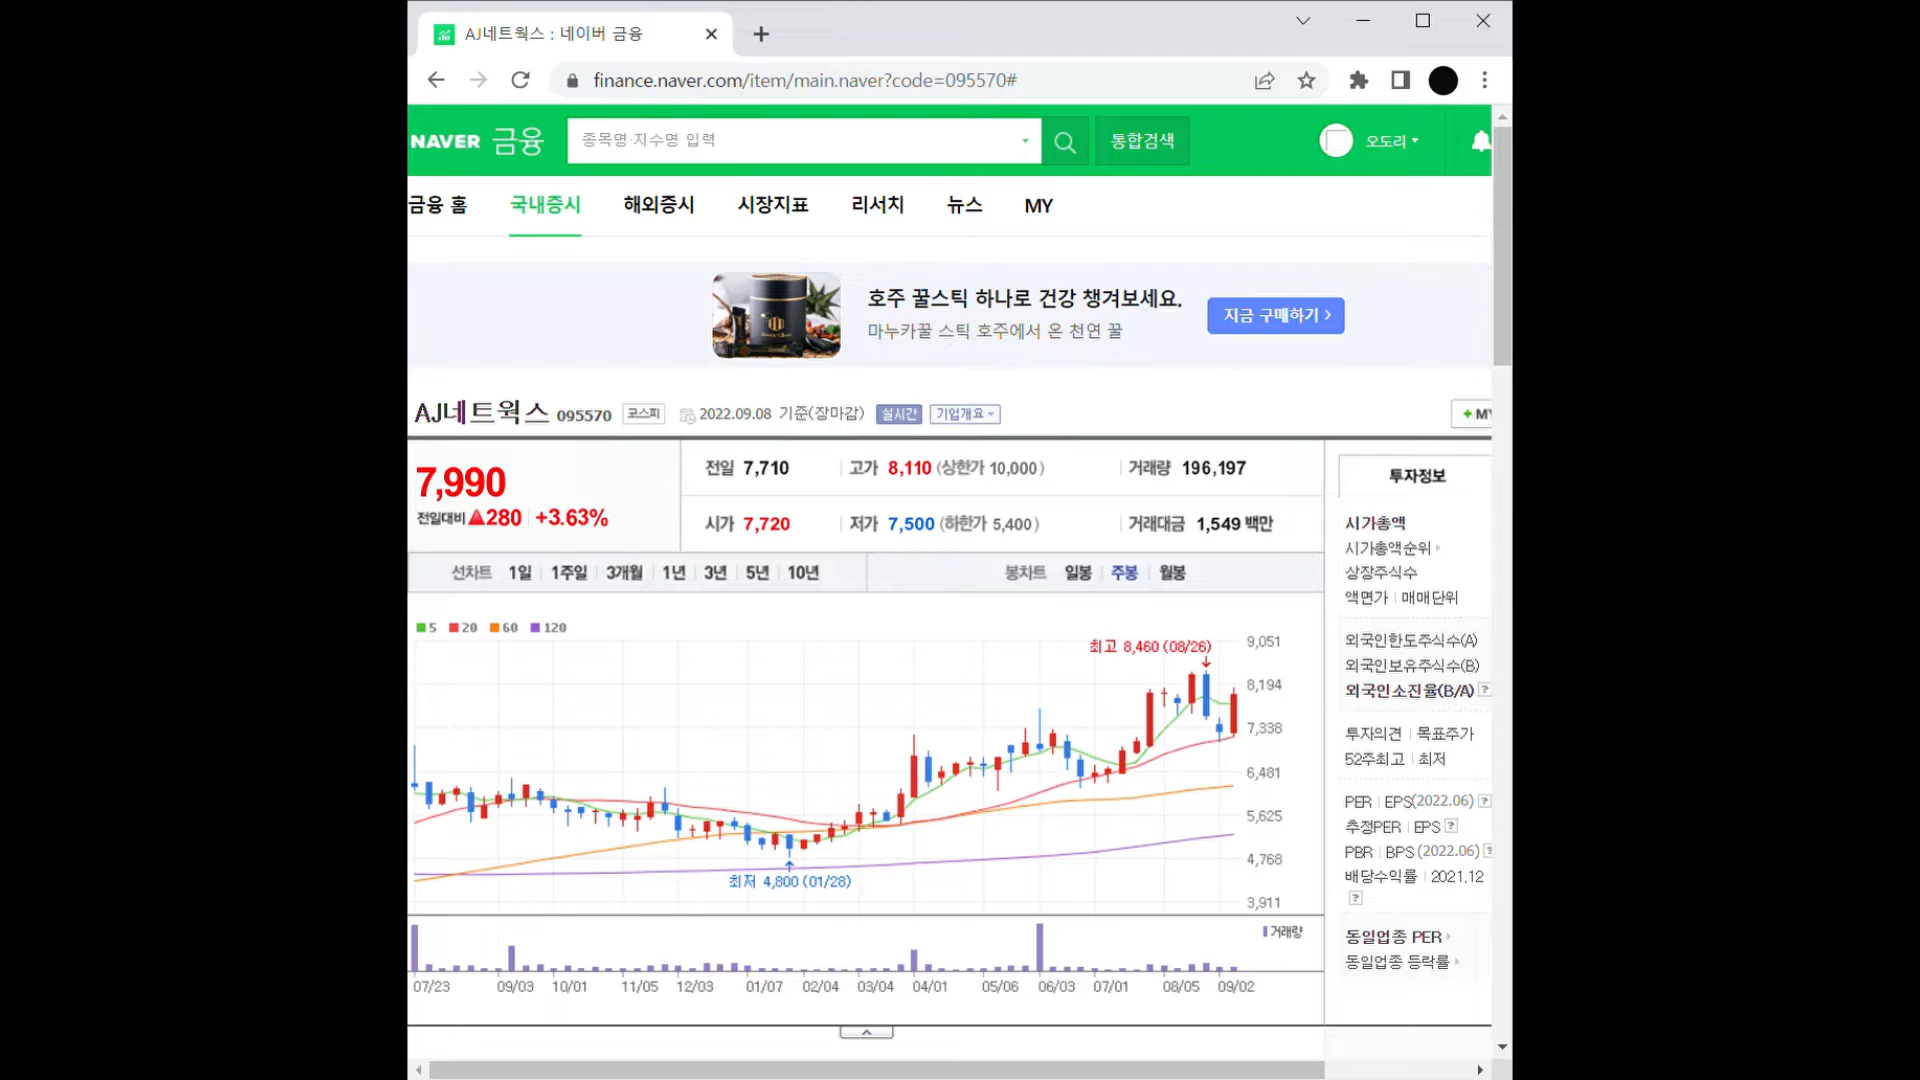 AJ네트웍스 : 네이버 금융
finance.naver.com/item/main.naver?code=095570#
NAVER 금융
종목명·지수명 입력
통합검색
오도리
금융 홈 국내증시 해외증시 시장지표 리서치 뉴스 MY
호주 꿀스틱 하나로 건강 챙겨보세요.
마누카꿀 스틱 호주에서 온 천연 꿀
지금 구매하기 >
AJ네트웍스 095570 코스피 2022.09.08 기준(장마감) 실시간 기업개요
+ MY
7,990
전일대비 ▲280 +3.63%
전일 7,710 고가 8,110 (상한가 10,000) 거래량 196,197
시가 7,720 저가 7,500 (하한가 5,400) 거래대금 1,549 백만
선차트 1일 1주일 3개월 1년 3년 5년 10년
봉차트 일봉 주봉 월봉
5 20 60 120
최고 8,460 (08/26)
최저 4,800 (01/28)
9,051
8,194
7,338
6,481
5,625
4,768
3,911
거래량
07/23 09/03 10/01 11/05 12/03 01/07 02/04 03/04 04/01 05/06 06/03 07/01 08/05 09/02
투자정보
시가총액
시가총액순위
상장주식수
액면가 | 매매단위
외국인한도주식수(A)
외국인보유주식수(B)
외국인소진율(B/A) ?
투자의견 | 목표주가
52주최고 | 최저
PER | EPS(2022.06) ?
추정PER | EPS ?
PBR | BPS (2022.06) ?
배당수익률 | 2021.12
?
동일업종 PER
동일업종 등락률